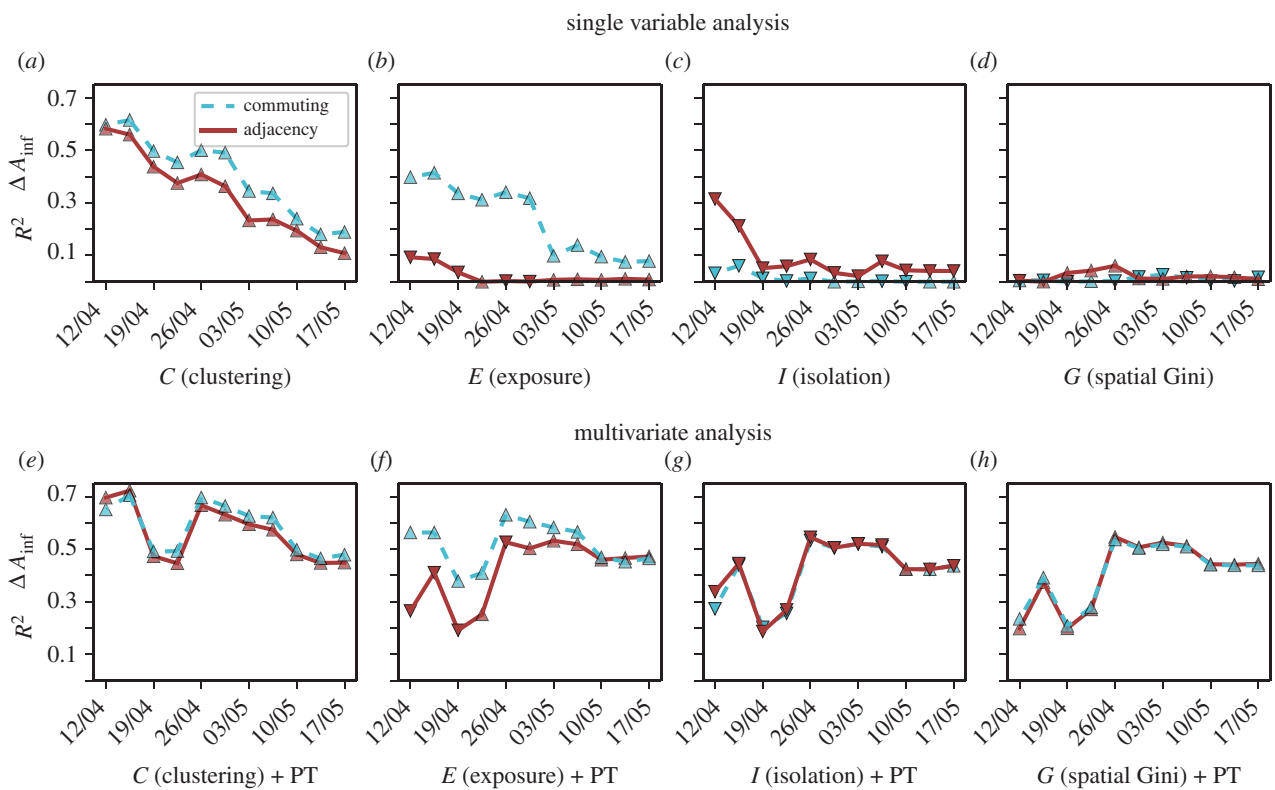 single variable analysis
(a) (b) (c) (d)
R² Δ A_inf
0.7
0.5
0.3
0.1
commuting
adjacency
12/04 19/04 26/04 03/05 10/05 17/05
12/04 19/04 26/04 03/05 10/05 17/05
12/04 19/04 26/04 03/05 10/05 17/05
12/04 19/04 26/04 03/05 10/05 17/05
C (clustering)
E (exposure)
I (isolation)
G (spatial Gini)
multivariate analysis
(e) (f) (g) (h)
R² Δ A_inf
0.7
0.5
0.3
0.1
12/04 19/04 26/04 03/05 10/05 17/05
12/04 19/04 26/04 03/05 10/05 17/05
12/04 19/04 26/04 03/05 10/05 17/05
12/04 19/04 26/04 03/05 10/05 17/05
C (clustering) + PT
E (exposure) + PT
I (isolation) + PT
G (spatial Gini) + PT